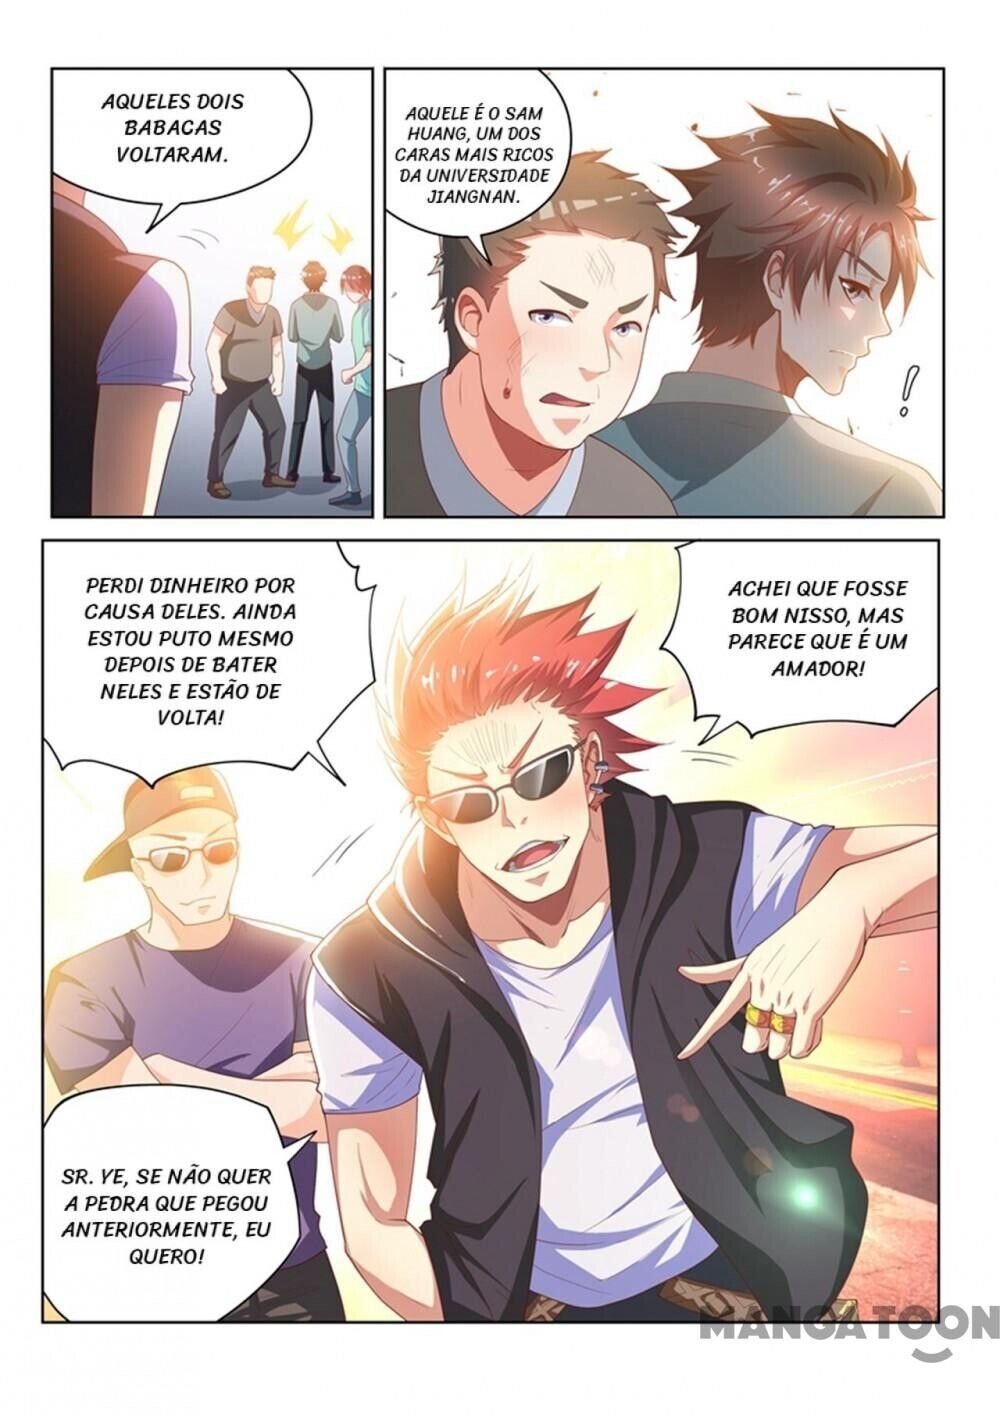 AQUELES DOIS
BABACAS
VOLTARAM.
AQUELE É O SAM
HUANG, UM DOS
CARAS MAIS RICOS
DA UNIVERSIDADE
JIANGNAN.
!
PERDI DINHEIRO POR
CAUSA DELES. AINDA
ESTOU PUTO MESMO
DEPOIS DE BATER
NELES E ESTÃO DE
VOLTA!
ACHEI QUE FOSSE
BOM NISSO, MAS
PARECE QUE É UM
AMADOR!
SR. YE, SE NÃO QUER
A PEDRA QUE PEGOU
ANTERIORMENTE, EU
QUERO!
MANGATOON